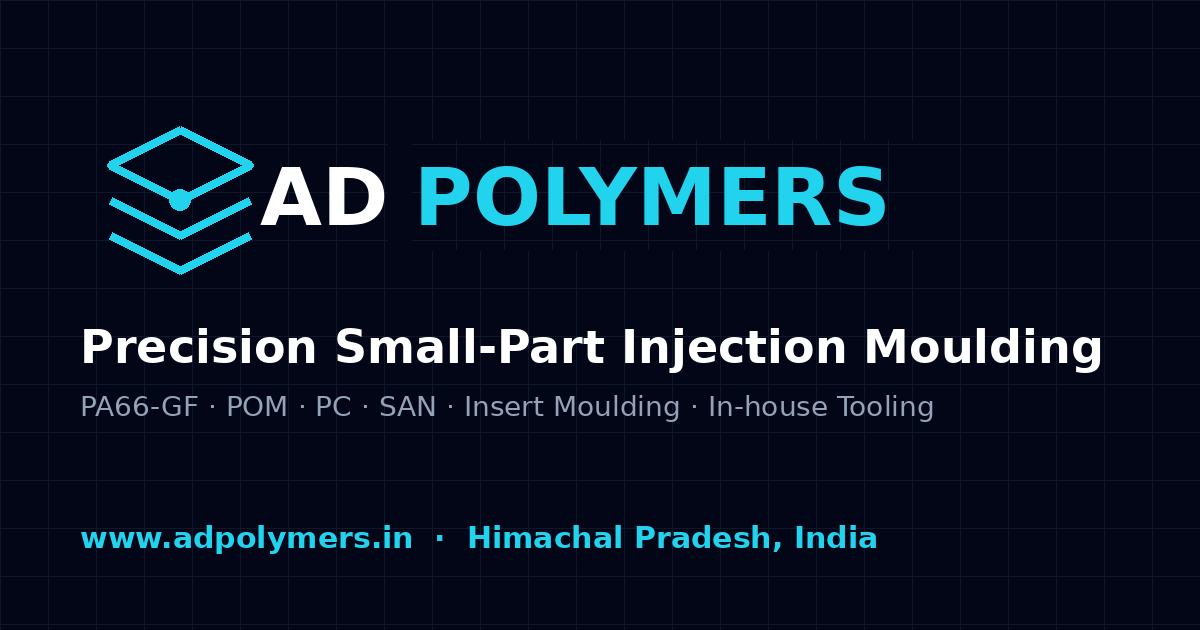 AD POLYMERS
Precision Small-Part Injection Moulding
PA66-GF · POM · PC · SAN · Insert Moulding · In-house Tooling
www.adpolymers.in · Himachal Pradesh, India